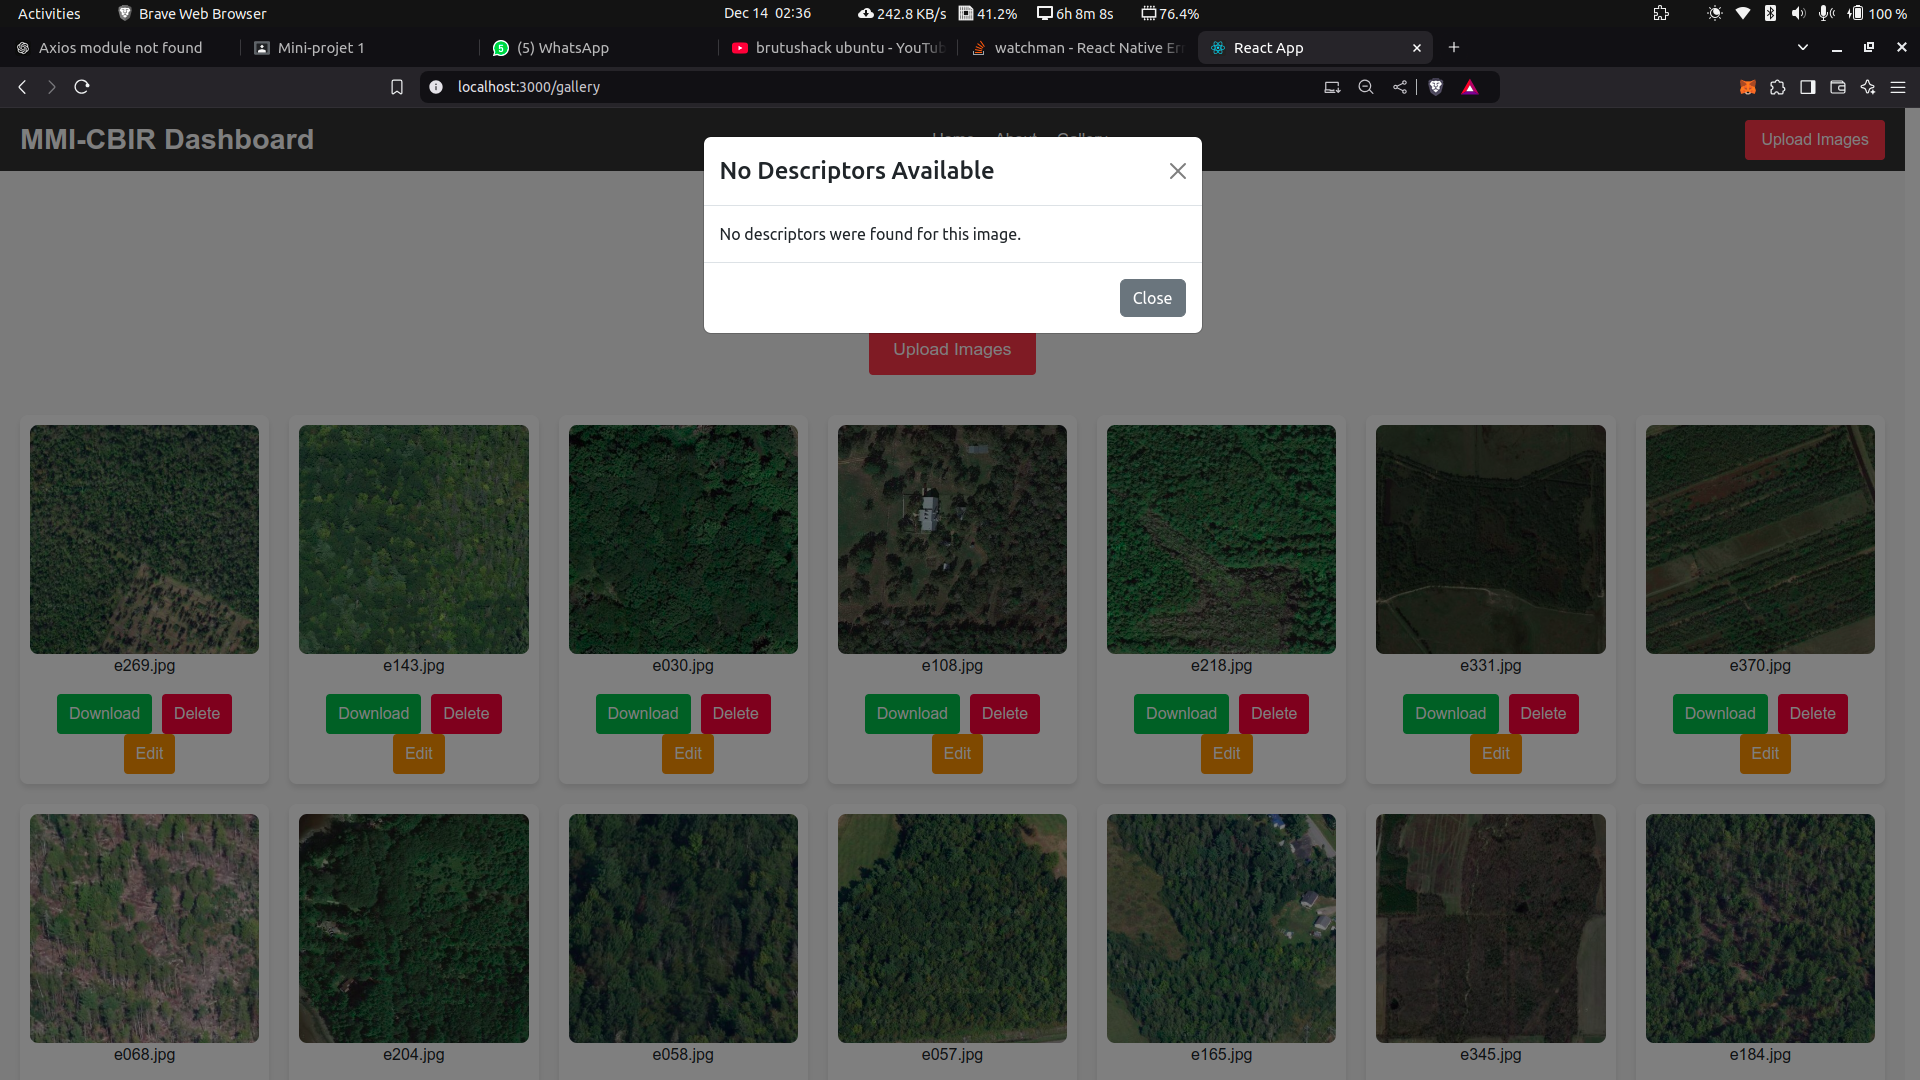 Activities Brave Web Browser Dec 14 02:36 242.8 KB/s 41.2% 6h 8m 8s 76.4% 100 %
Axios module not found Mini-projet 1 (5) WhatsApp brutushack ubuntu - YouTub watchman - React Native Err React App
localhost:3000/gallery
MMI-CBIR Dashboard Home About Gallery Upload Images
No Descriptors Available
No descriptors were found for this image.
Close
Upload Images
e269.jpg e143.jpg e030.jpg e108.jpg e218.jpg e331.jpg e370.jpg
Download Delete Download Delete Download Delete Download Delete Download Delete Download Delete Download Delete
Edit Edit Edit Edit Edit Edit Edit
e068.jpg e204.jpg e058.jpg e057.jpg e165.jpg e345.jpg e184.jpg